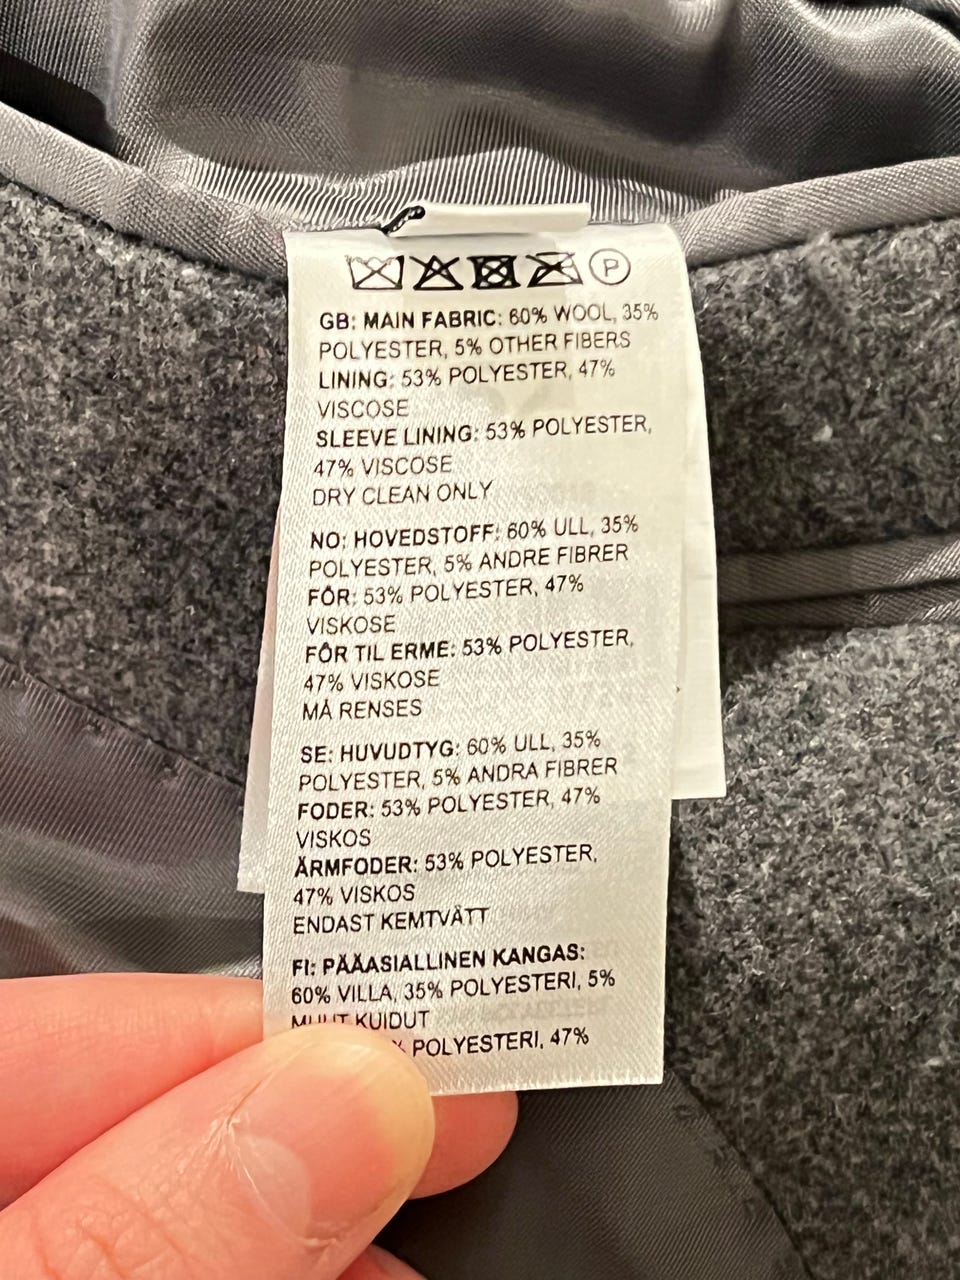 P
GB: MAIN FABRIC: 60% WOOL, 35%
POLYESTER, 5% OTHER FIBERS
LINING: 53% POLYESTER, 47%
VISCOSE
SLEEVE LINING: 53% POLYESTER,
47% VISCOSE
DRY CLEAN ONLY
NO: HOVEDSTOFF: 60% ULL, 35%
POLYESTER, 5% ANDRE FIBRER
FÔR: 53% POLYESTER, 47%
VISKOSE
FÔR TIL ERME: 53% POLYESTER,
47% VISKOSE
MÅ RENSES
SE: HUVUDTYG: 60% ULL, 35%
POLYESTER, 5% ANDRA FIBRER
FODER: 53% POLYESTER, 47%
VISKOS
ÄRMFODER: 53% POLYESTER,
47% VISKOS
ENDAST KEMTVÄTT
FI: PÄÄASIALLINEN KANGAS:
60% VILLA, 35% POLYESTERI, 5%
MUUT KUIDUT
% POLYESTERI, 47%